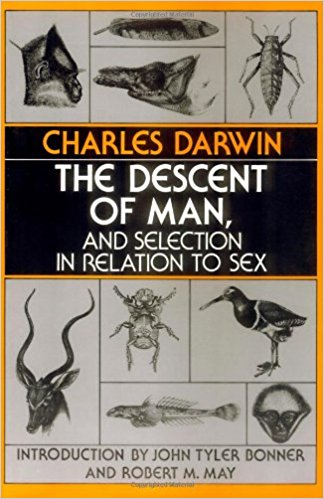 CHARLES DARWIN
THE DESCENT
OF MAN,
AND SELECTION
IN RELATION TO SEX
INTRODUCTION BY JOHN TYLER BONNER
AND ROBERT M. MAY